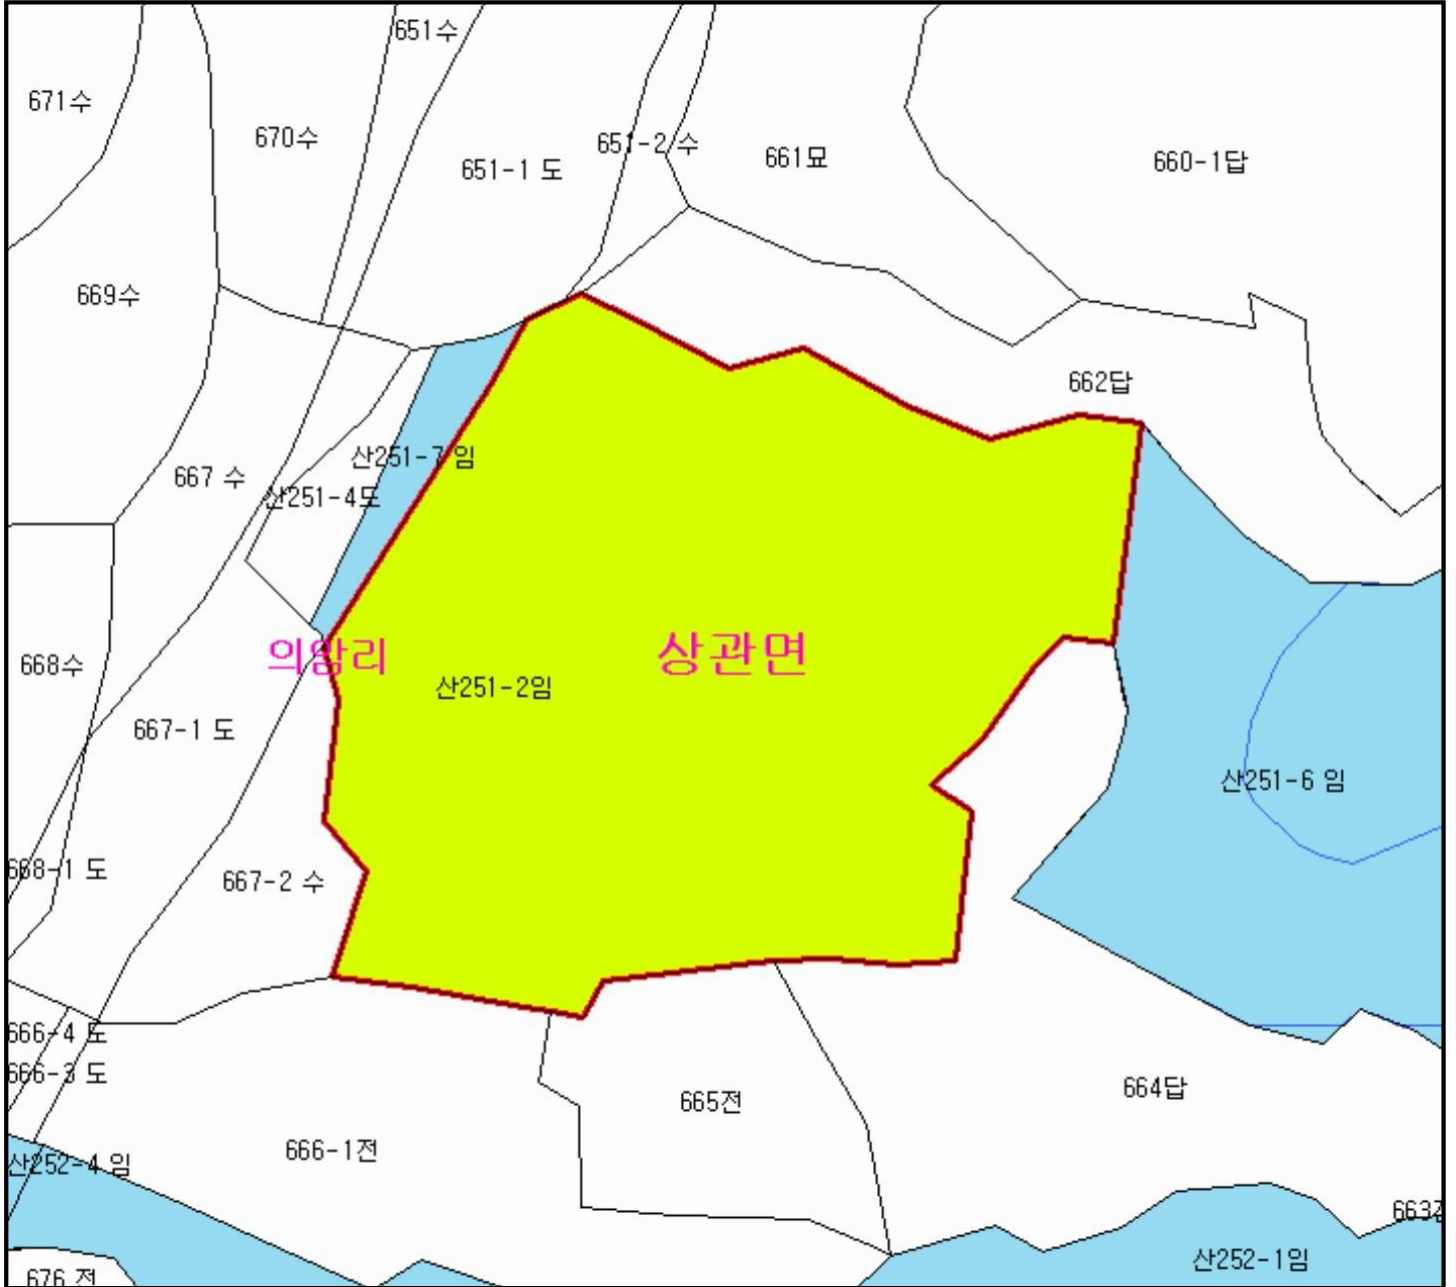 651수
671수
670수
651-2 수
661묘
660-1답
651-1 도
669수
662답
산251-7 임
667 수
산251-4도
의암리
상관면
668수
산251-2임
667-1 도
산251-6 임
668-1 도
667-2 수
666-4 도
666-3 도
664답
665전
666-1전
산252-4 임
663전
산252-1임
676 전